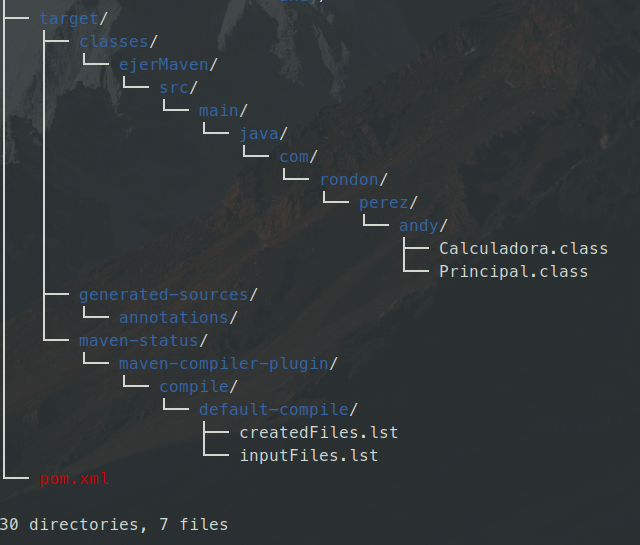 target/
classes/
ejerMaven/
src/
main/
java/
com/
rondon/
perez/
andy/
Calculadora.class
Principal.class
generated-sources/
annotations/
maven-status/
maven-compiler-plugin/
compile/
default-compile/
createdFiles.lst
inputFiles.lst
pom.xml
30 directories, 7 files